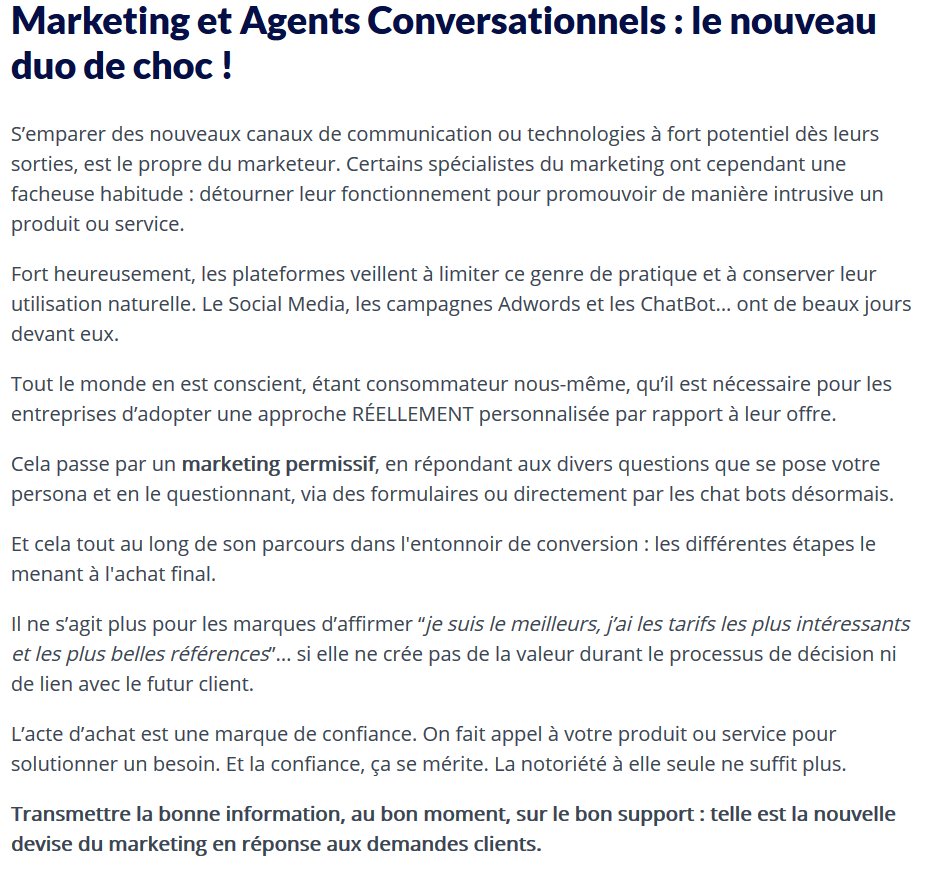 Marketing et Agents Conversationnels : le nouveau
duo de choc !
S’emparer des nouveaux canaux de communication ou technologies à fort potentiel dès leurs
sorties, est le propre du marketeur. Certains spécialistes du marketing ont cependant une
facheuse habitude : détourner leur fonctionnement pour promouvoir de manière intrusive un
produit ou service.
Fort heureusement, les plateformes veillent à limiter ce genre de pratique et à conserver leur
utilisation naturelle. Le Social Media, les campagnes Adwords et les ChatBot... ont de beaux jours
devant eux.
Tout le monde en est conscient, étant consommateur nous-même, qu’il est nécessaire pour les
entreprises d’adopter une approche RÉELLEMENT personnalisée par rapport à leur offre.
Cela passe par un marketing permissif, en répondant aux divers questions que se pose votre
persona et en le questionnant, via des formulaires ou directement par les chat bots désormais.
Et cela tout au long de son parcours dans l'entonnoir de conversion : les différentes étapes le
menant à l'achat final.
Il ne s’agit plus pour les marques d’affirmer “je suis le meilleurs, j’ai les tarifs les plus intéressants
et les plus belles références”... si elle ne crée pas de la valeur durant le processus de décision ni
de lien avec le futur client.
L’acte d’achat est une marque de confiance. On fait appel à votre produit ou service pour
solutionner un besoin. Et la confiance, ça se mérite. La notoriété à elle seule ne suffit plus.
Transmettre la bonne information, au bon moment, sur le bon support : telle est la nouvelle
devise du marketing en réponse aux demandes clients.